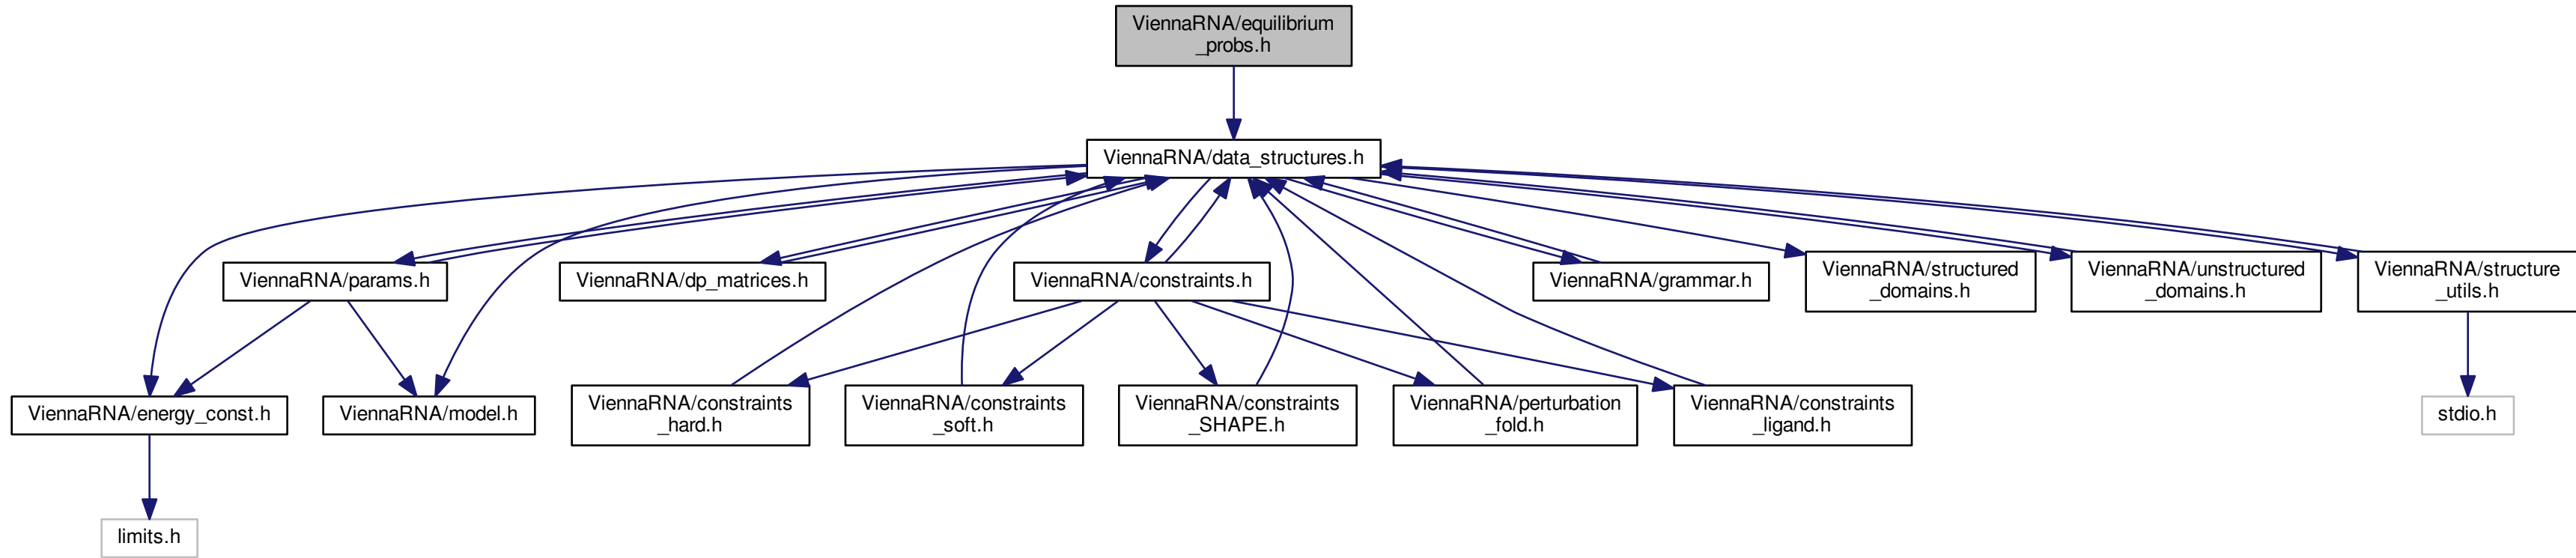 ViennaRNA/equilibrium
_probs.h
ViennaRNA/data_structures.h
ViennaRNA/params.h
ViennaRNA/dp_matrices.h
ViennaRNA/constraints.h
ViennaRNA/grammar.h
ViennaRNA/structured
_domains.h
ViennaRNA/unstructured
_domains.h
ViennaRNA/structure
_utils.h
ViennaRNA/energy_const.h
ViennaRNA/model.h
ViennaRNA/constraints
_hard.h
ViennaRNA/constraints
_soft.h
ViennaRNA/constraints
_SHAPE.h
ViennaRNA/perturbation
_fold.h
ViennaRNA/constraints
_ligand.h
stdio.h
limits.h